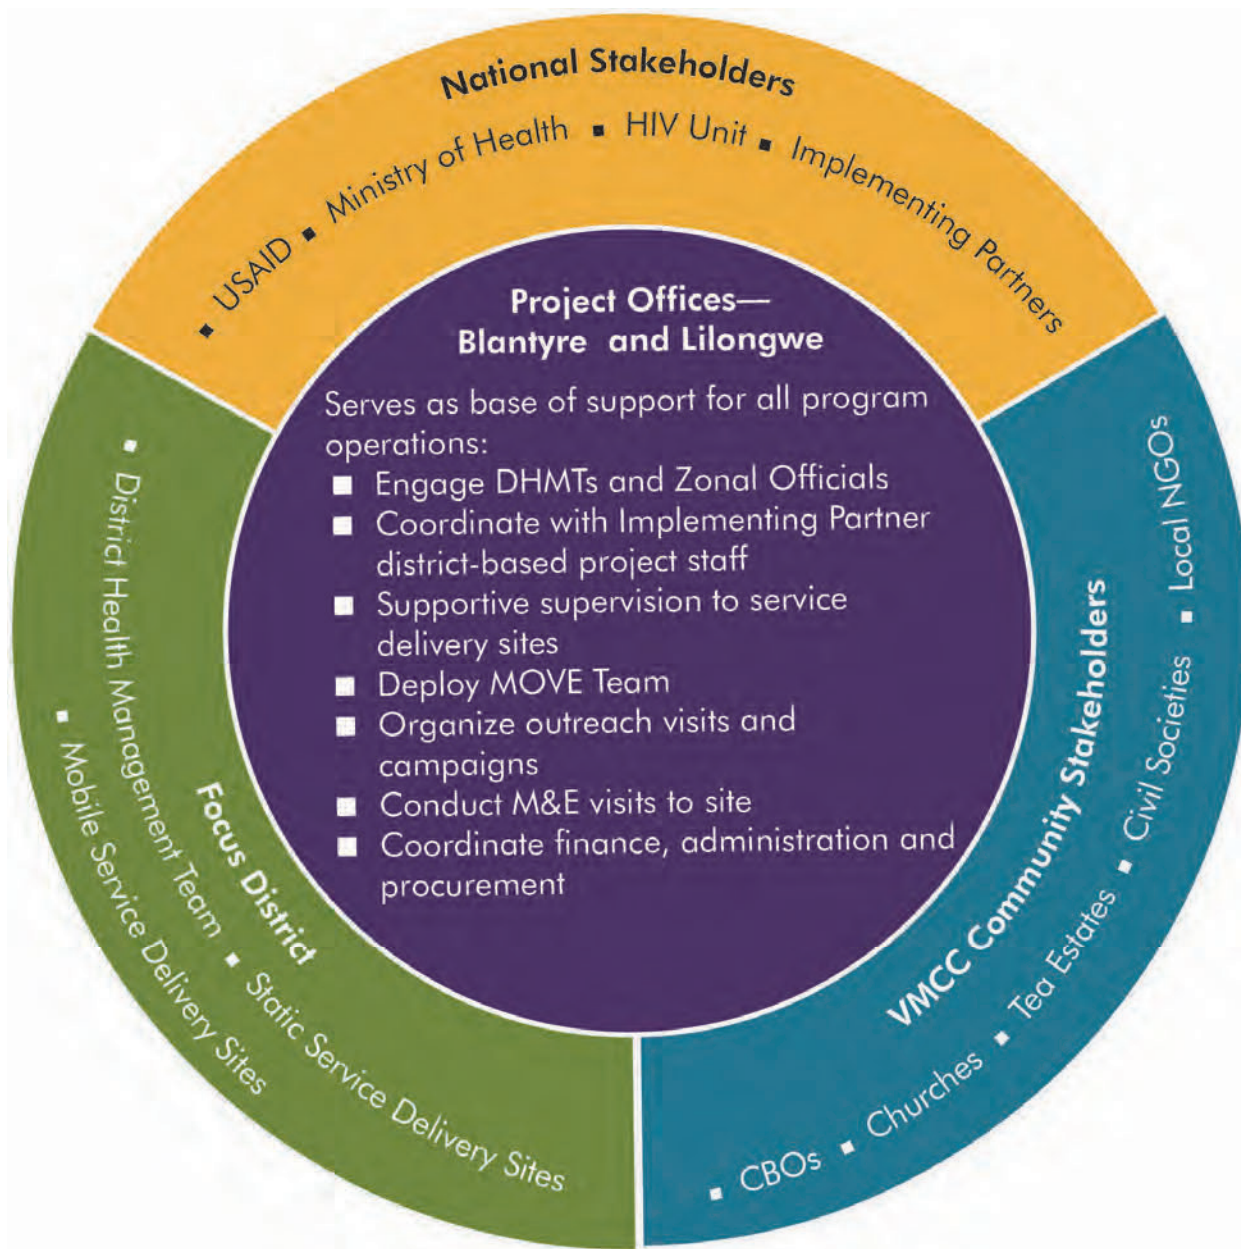 National Stakeholders
▪ USAID ▪ Ministry of Health ▪ HIV Unit ▪ Implementing Partners
Project Offices—
Blantyre and Lilongwe
Serves as base of support for all program
operations:
■ Engage DHMTs and Zonal Officials
■ Coordinate with Implementing Partner
district-based project staff
■ Supportive supervision to service
delivery sites
■ Deploy MOVE Team
■ Organize outreach visits and
campaigns
■ Conduct M&E visits to site
■ Coordinate finance, administration and
procurement
Focus District
▪ District Health Management Team ▪ Static Service Delivery Sites
▪ Mobile Service Delivery Sites
VMCC Community Stakeholders
▪ CBOs ▪ Churches ▪ Tea Estates ▪ Civil Societies ▪ Local NGOs